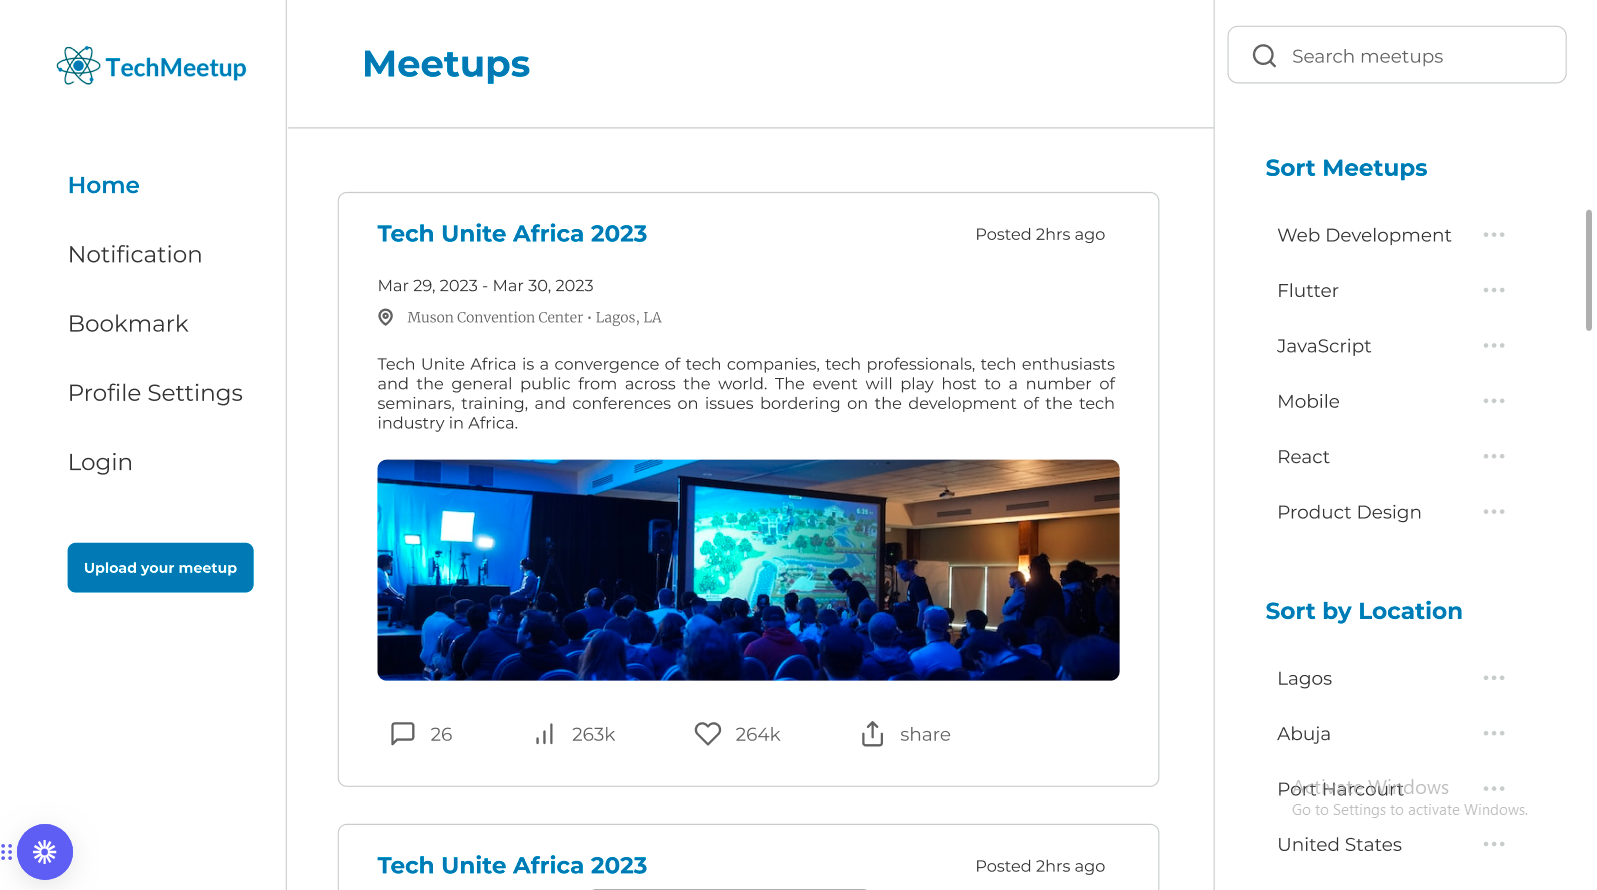 TechMeetup
Home
Notification
Bookmark
Profile Settings
Login
Upload your meetup
Meetups
Tech Unite Africa 2023
Posted 2hrs ago
Mar 29, 2023 - Mar 30, 2023
Muson Convention Center • Lagos, LA
Tech Unite Africa is a convergence of tech companies, tech professionals, tech enthusiasts
and the general public from across the world. The event will play host to a number of
seminars, training, and conferences on issues bordering on the development of the tech
industry in Africa.
6:35
26
263k
264k
share
Tech Unite Africa 2023
Posted 2hrs ago
Search meetups
Sort Meetups
Web Development
Flutter
JavaScript
Mobile
React
Product Design
Sort by Location
Lagos
Abuja
Port Harcourt
Activate Windows
Go to Settings to activate Windows.
United States